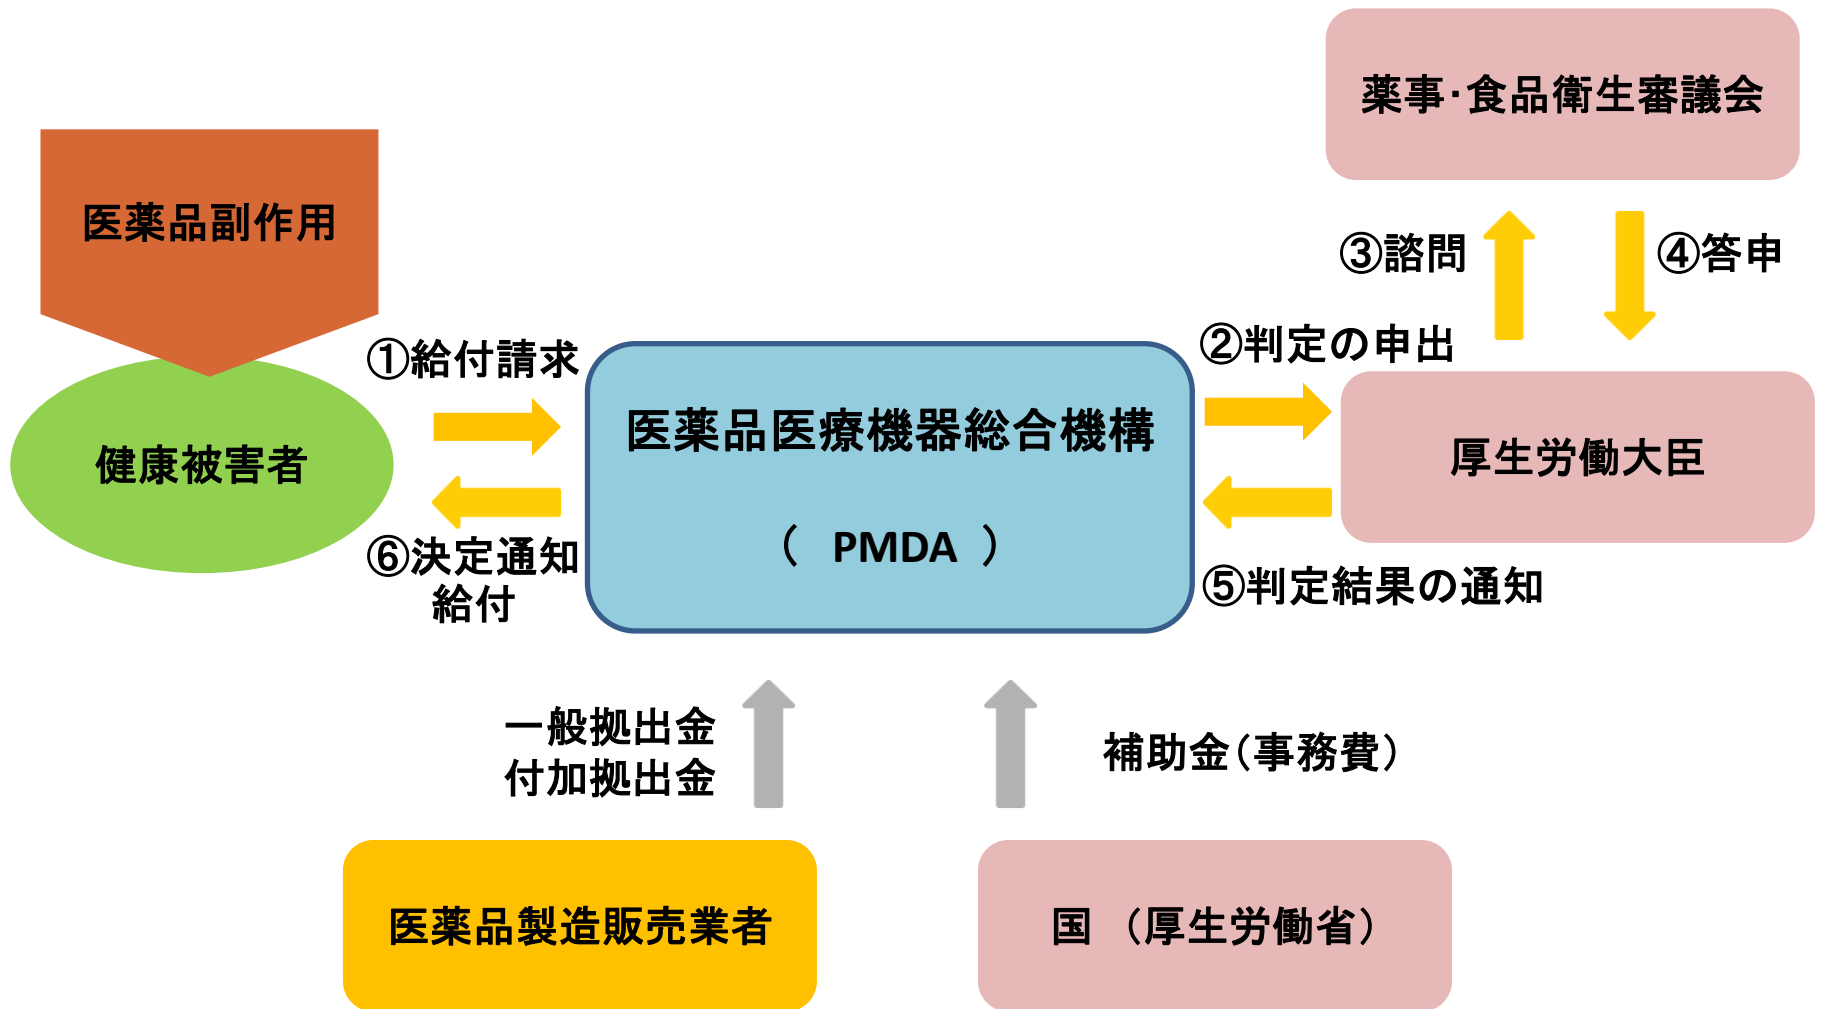 薬事･食品衛生審議会
医薬品副作用
③諮問
④答申
①給付請求
②判定の申出
医薬品医療機器総合機構
（ PMDA ）
健康被害者
厚生労働大臣
⑥決定通知
給付
⑤判定結果の通知
一般拠出金
付加拠出金
補助金（事務費）
医薬品製造販売業者
国 （厚生労働省）